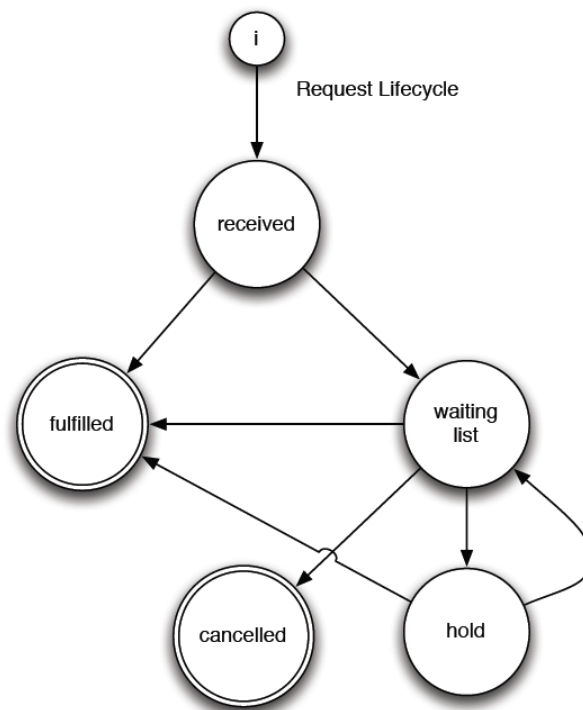 i
Request Lifecycle
received
fulfilled
waiting
list
cancelled
hold